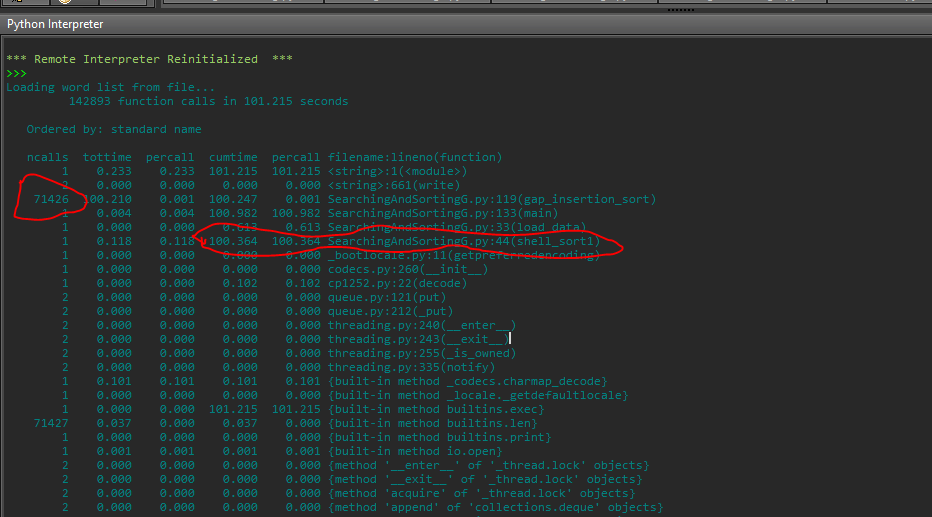 Python Interpreter
*** Remote Interpreter Reinitialized ***
>>>
Loading word list from file...
142893 function calls in 101.215 seconds
Ordered by: standard name
ncalls tottime percall cumtime percall filename:lineno(function)
1 0.233 0.233 101.215 101.215 <string>:1(<module>)
2 0.000 0.000 0.000 0.000 <string>:661(write)
71426 100.210 0.001 100.247 0.001 SearchingAndSortingG.py:119(gap_insertion_sort)
1 0.004 0.004 100.982 100.982 SearchingAndSortingG.py:133(main)
1 0.000 0.000 0.613 0.613 SearchingAndSortingG.py:33(load_data)
1 0.118 0.118 100.364 100.364 SearchingAndSortingG.py:44(shell_sort1)
1 0.000 0.000 0.000 0.000 _bootlocale.py:11(getpreferredencoding)
1 0.000 0.000 0.000 0.000 codecs.py:260(__init__)
1 0.000 0.000 0.102 0.102 cp1252.py:22(decode)
2 0.000 0.000 0.000 0.000 queue.py:121(put)
2 0.000 0.000 0.000 0.000 queue.py:212(_put)
2 0.000 0.000 0.000 0.000 threading.py:240(__enter__)
2 0.000 0.000 0.000 0.000 threading.py:243(__exit__)
2 0.000 0.000 0.000 0.000 threading.py:255(_is_owned)
2 0.000 0.000 0.000 0.000 threading.py:335(notify)
1 0.101 0.101 0.101 0.101 {built-in method _codecs.charmap_decode}
1 0.000 0.000 0.000 0.000 {built-in method _locale._getdefaultlocale}
1 0.000 0.000 101.215 101.215 {built-in method builtins.exec}
71427 0.037 0.000 0.037 0.000 {built-in method builtins.len}
1 0.000 0.000 0.000 0.000 {built-in method builtins.print}
1 0.001 0.001 0.001 0.001 {built-in method io.open}
2 0.000 0.000 0.000 0.000 {method '__enter__' of '_thread.lock' objects}
2 0.000 0.000 0.000 0.000 {method '__exit__' of '_thread.lock' objects}
2 0.000 0.000 0.000 0.000 {method 'acquire' of '_thread.lock' objects}
2 0.000 0.000 0.000 0.000 {method 'append' of 'collections.deque' objects}